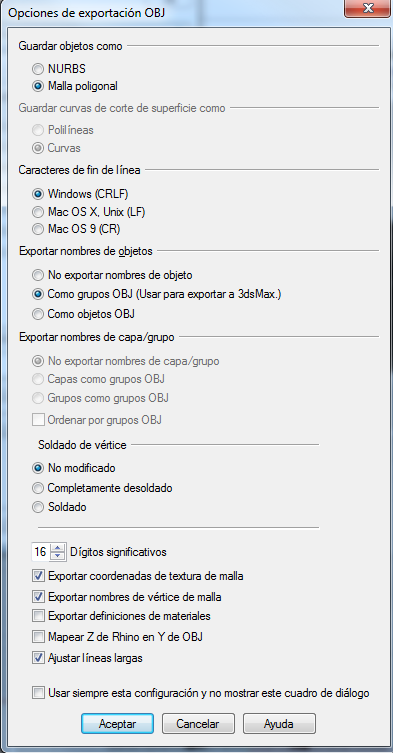 Opciones de exportación OBJ
Guardar objetos como
NURBS
Malla poligonal
Guardar curvas de corte de superficie como
Polilíneas
Curvas
Caracteres de fin de línea
Windows (CRLF)
Mac OS X, Unix (LF)
Mac OS 9 (CR)
Exportar nombres de objetos
No exportar nombres de objeto
Como grupos OBJ (Usar para exportar a 3dsMax.)
Como objetos OBJ
Exportar nombres de capa/grupo
No exportar nombres de capa/grupo
Capas como grupos OBJ
Grupos como grupos OBJ
Ordenar por grupos OBJ
Soldado de vértice
No modificado
Completamente desoldado
Soldado
16 Dígitos significativos
Exportar coordenadas de textura de malla
Exportar nombres de vértice de malla
Exportar definiciones de materiales
Mapear Z de Rhino en Y de OBJ
Ajustar líneas largas
Usar siempre esta configuración y no mostrar este cuadro de diálogo
Aceptar Cancelar Ayuda